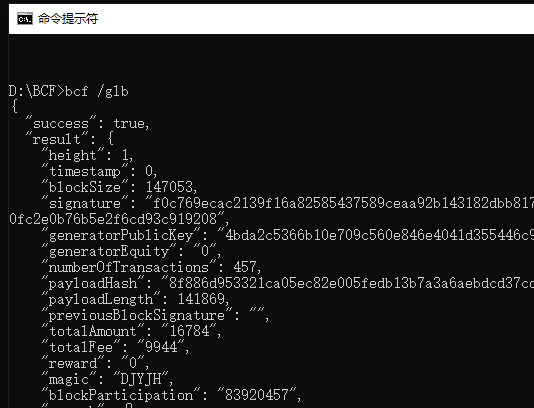 命令提示符
D:\BCF>bcf /glb
{
"success": true,
"result": {
"height": 1,
"timestamp": 0,
"blockSize": 147053,
"signature": "f0c769ecac2139f16a82585437589ceaa92b143182dbb817
0fc2e0b76b5e2f6cd93c919208",
"generatorPublicKey": "4bda2c5366b10e709c560e846e4041d355446c9
"generatorEquity": "0",
"numberOfTransactions": 457,
"payloadHash": "8f886d953321ca05ec82e005fedb13b7a3a6aebdcd37cc
"payloadLength": 141869,
"previousBlockSignature": "",
"totalAmount": "16784",
"totalFee": "9944",
"reward": "0",
"magic": "DJYJH",
"blockParticipation": "83920457",